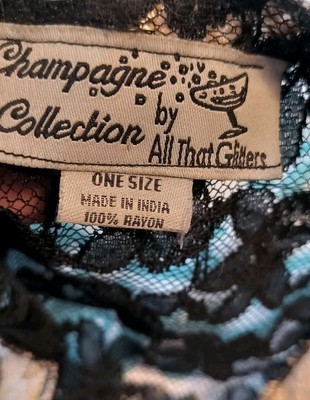 Champagne
Collection
by
All That Glitters
ONE SIZE
MADE IN INDIA
100% RAYON